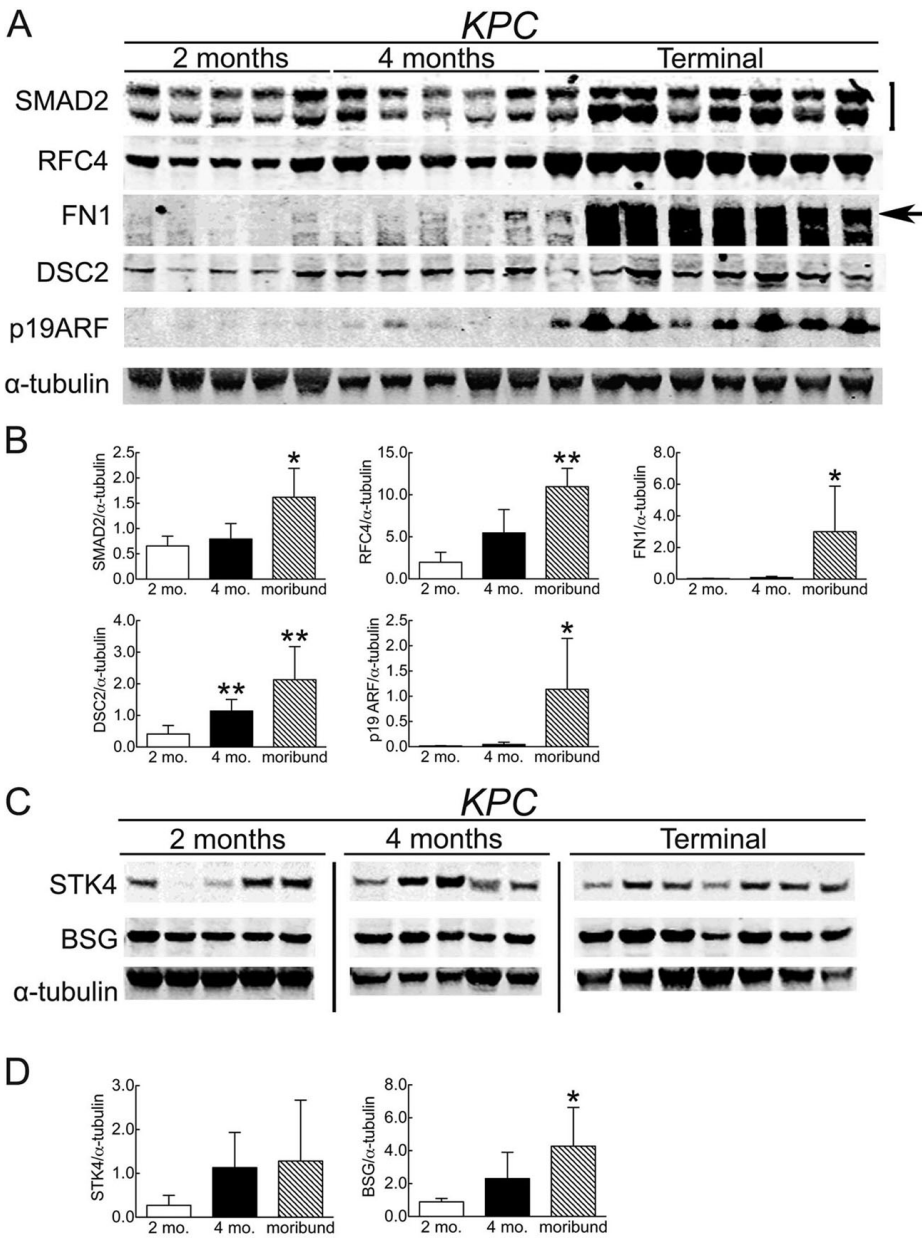 A
KPC
2 months 4 months Terminal
SMAD2
RFC4
FN1
DSC2
p19ARF
α-tubulin
B
SMAD2/α-tubulin
2.5
2.0
1.5
1.0
0.5
0.0
*
2 mo. 4 mo. moribund
RFC4/α-tubulin
15.0
10.0
5.0
0.0
**
2 mo. 4 mo. moribund
FN1/α-tubulin
8.0
6.0
4.0
2.0
0.0
*
2 mo. 4 mo. moribund
DSC2/α-tubulin
4.0
3.0
2.0
1.0
0.0
** **
2 mo. 4 mo. moribund
p19 ARF/α-tubulin
2.5
2.0
1.5
1.0
0.5
0.0
*
2 mo. 4 mo. moribund
C
KPC
2 months 4 months Terminal
STK4
BSG
α-tubulin
D
STK4/α-tubulin
3.0
2.0
1.0
0.0
2 mo. 4 mo. moribund
BSG/α-tubulin
8.0
6.0
4.0
2.0
0.0
*
2 mo. 4 mo. moribund